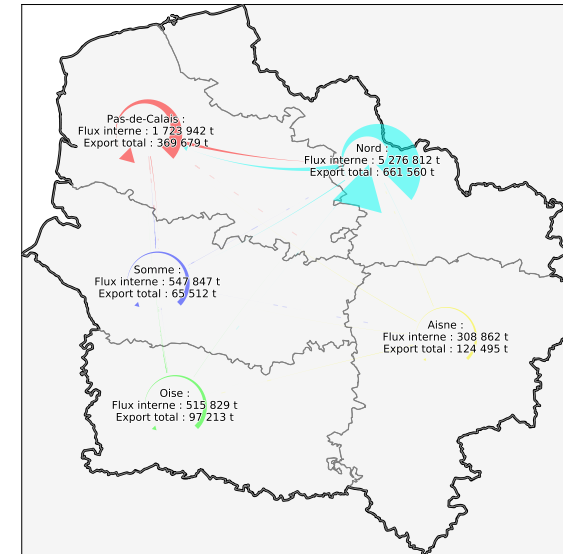 Pas-de-Calais :
Flux interne : 1 723 942 t
Export total : 369 679 t
Nord :
Flux interne : 5 276 812 t
Export total : 661 560 t
Somme :
Flux interne : 547 847 t
Export total : 65 512 t
Aisne :
Flux interne : 308 862 t
Export total : 124 495 t
Oise :
Flux interne : 515 829 t
Export total : 97 213 t